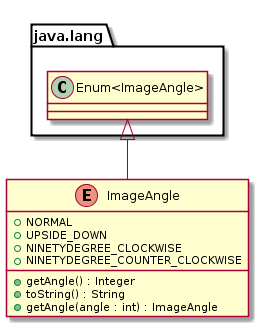 java.lang
C Enum<ImageAngle>
E ImageAngle
NORMAL
UPSIDE_DOWN
NINETYDEGREE_CLOCKWISE
NINETYDEGREE_COUNTER_CLOCKWISE
getAngle() : Integer
toString() : String
getAngle(angle : int) : ImageAngle